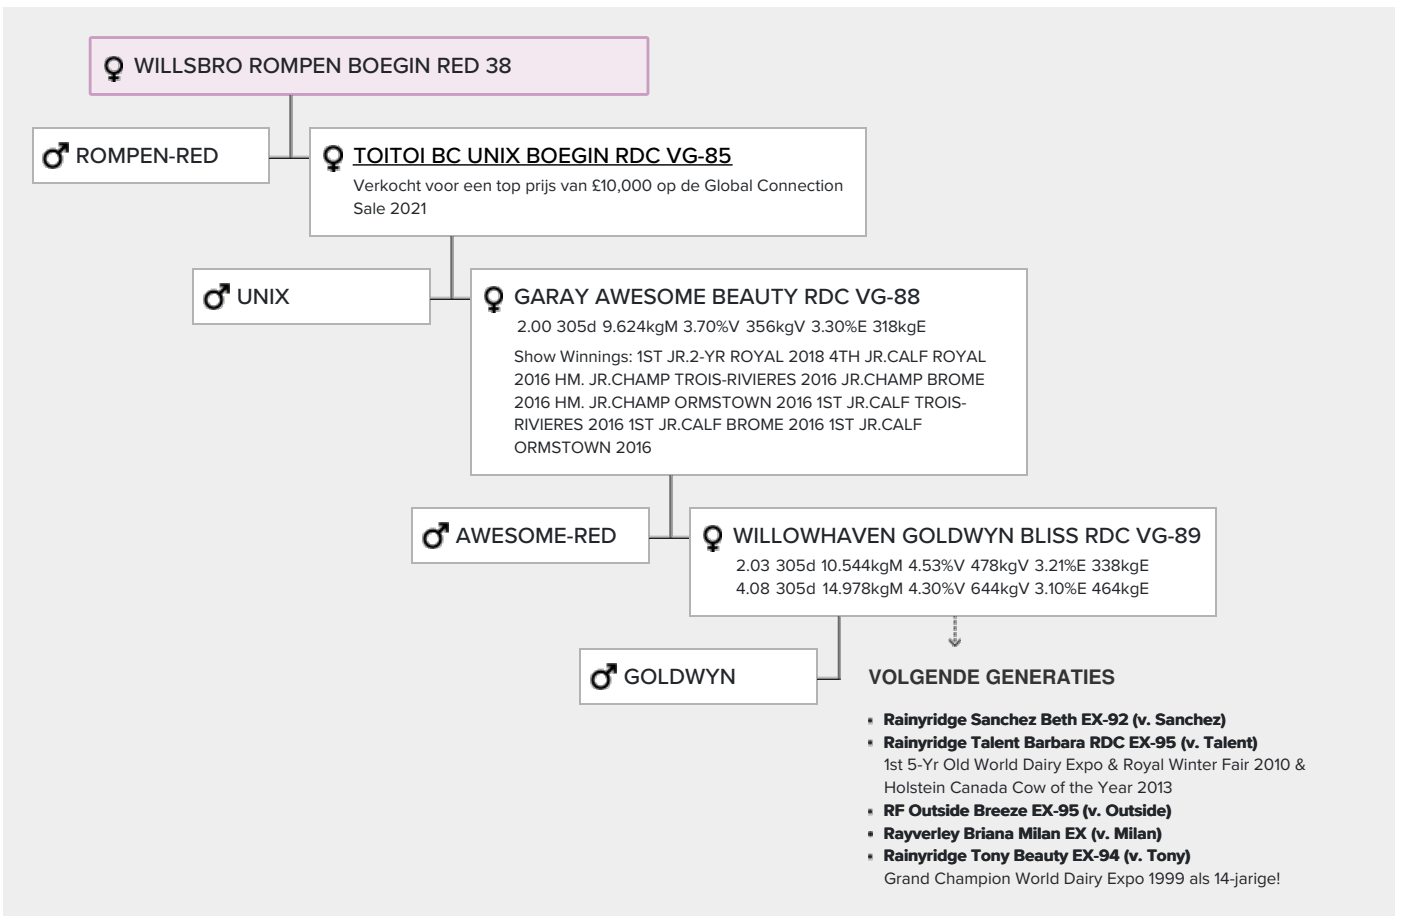 WILLSBRO ROMPEN BOEGIN RED 38
ROMPEN-RED
TOITOI BC UNIX BOEGIN RDC VG-85
Verkocht voor een top prijs van £10,000 op de Global Connection
Sale 2021
UNIX
GARAY AWESOME BEAUTY RDC VG-88
2.00 305d 9.624kgM 3.70%V 356kgV 3.30%E 318kgE
Show Winnings: 1ST JR.2-YR ROYAL 2018 4TH JR.CALF ROYAL
2016 HM. JR.CHAMP TROIS-RIVIERES 2016 JR.CHAMP BROME
2016 HM. JR.CHAMP ORMSTOWN 2016 1ST JR.CALF TROIS-
RIVIERES 2016 1ST JR.CALF BROME 2016 1ST JR.CALF
ORMSTOWN 2016
AWESOME-RED
WILLOWHAVEN GOLDWYN BLISS RDC VG-89
2.03 305d 10.544kgM 4.53%V 478kgV 3.21%E 338kgE
4.08 305d 14.978kgM 4.30%V 644kgV 3.10%E 464kgE
GOLDWYN
VOLGENDE GENERATIES
Rainyridge Sanchez Beth EX-92 (v. Sanchez)
Rainyridge Talent Barbara RDC EX-95 (v. Talent)
1st 5-Yr Old World Dairy Expo & Royal Winter Fair 2010 &
Holstein Canada Cow of the Year 2013
RF Outside Breeze EX-95 (v. Outside)
Rayverley Briana Milan EX (v. Milan)
Rainyridge Tony Beauty EX-94 (v. Tony)
Grand Champion World Dairy Expo 1999 als 14-jarige!